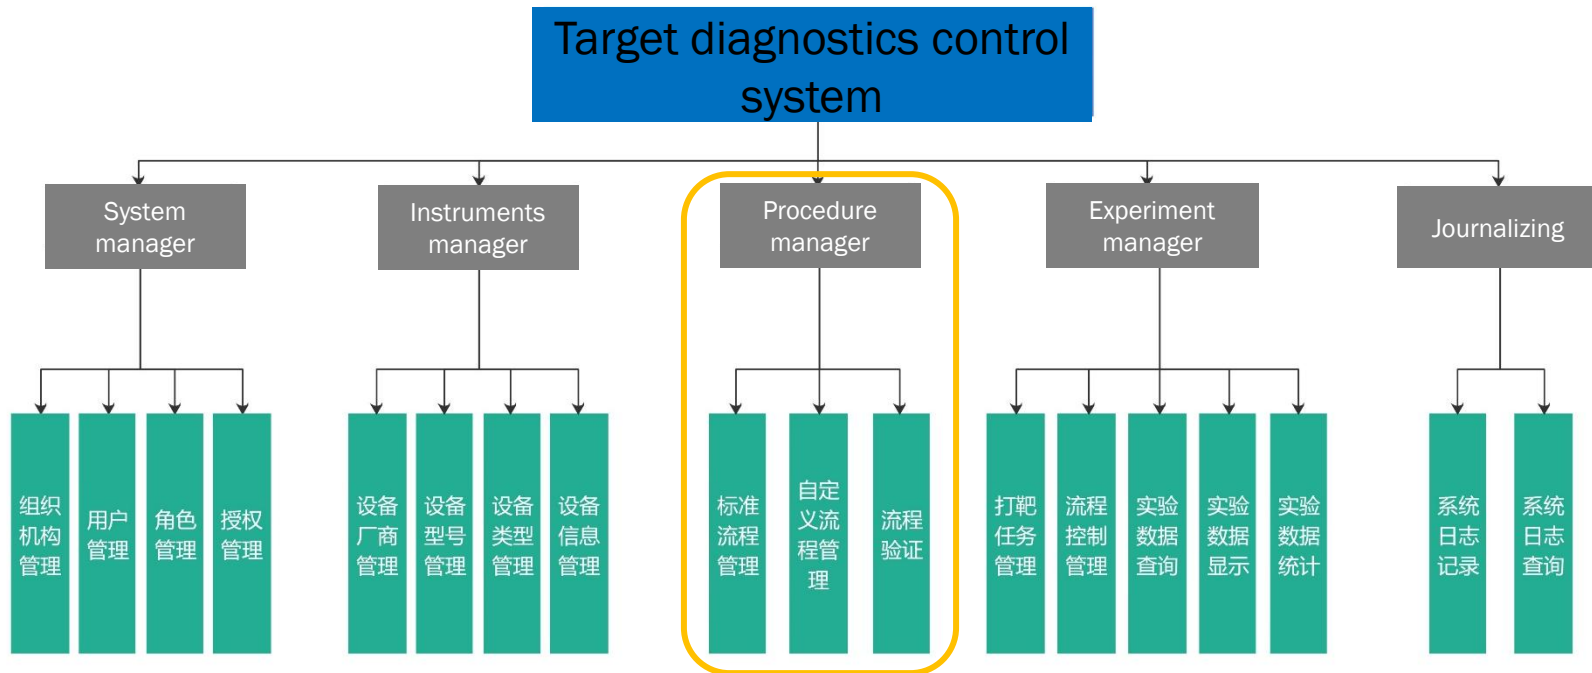 Target diagnostics control
system
System
manager
Instruments
manager
Procedure
manager
Experiment
manager
Journalizing
组织
机构
管理
用户
管理
角色
管理
授权
管理
设备
厂商
管理
设备
型号
管理
设备
类型
管理
设备
信息
管理
标准
流程
管理
自定
义流
程管
理
流程
验证
打靶
任务
管理
流程
控制
管理
实验
数据
查询
实验
数据
显示
实验
数据
统计
系统
日志
记录
系统
日志
查询